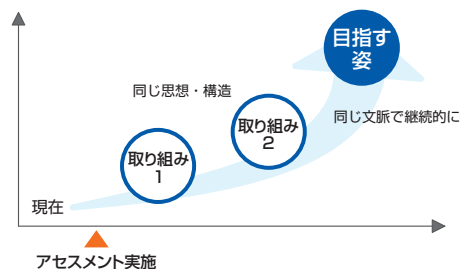 目指す
姿
同じ思想・構造
同じ文脈で継続的に
取り組み
2
取り組み
1
現在
アセスメント実施